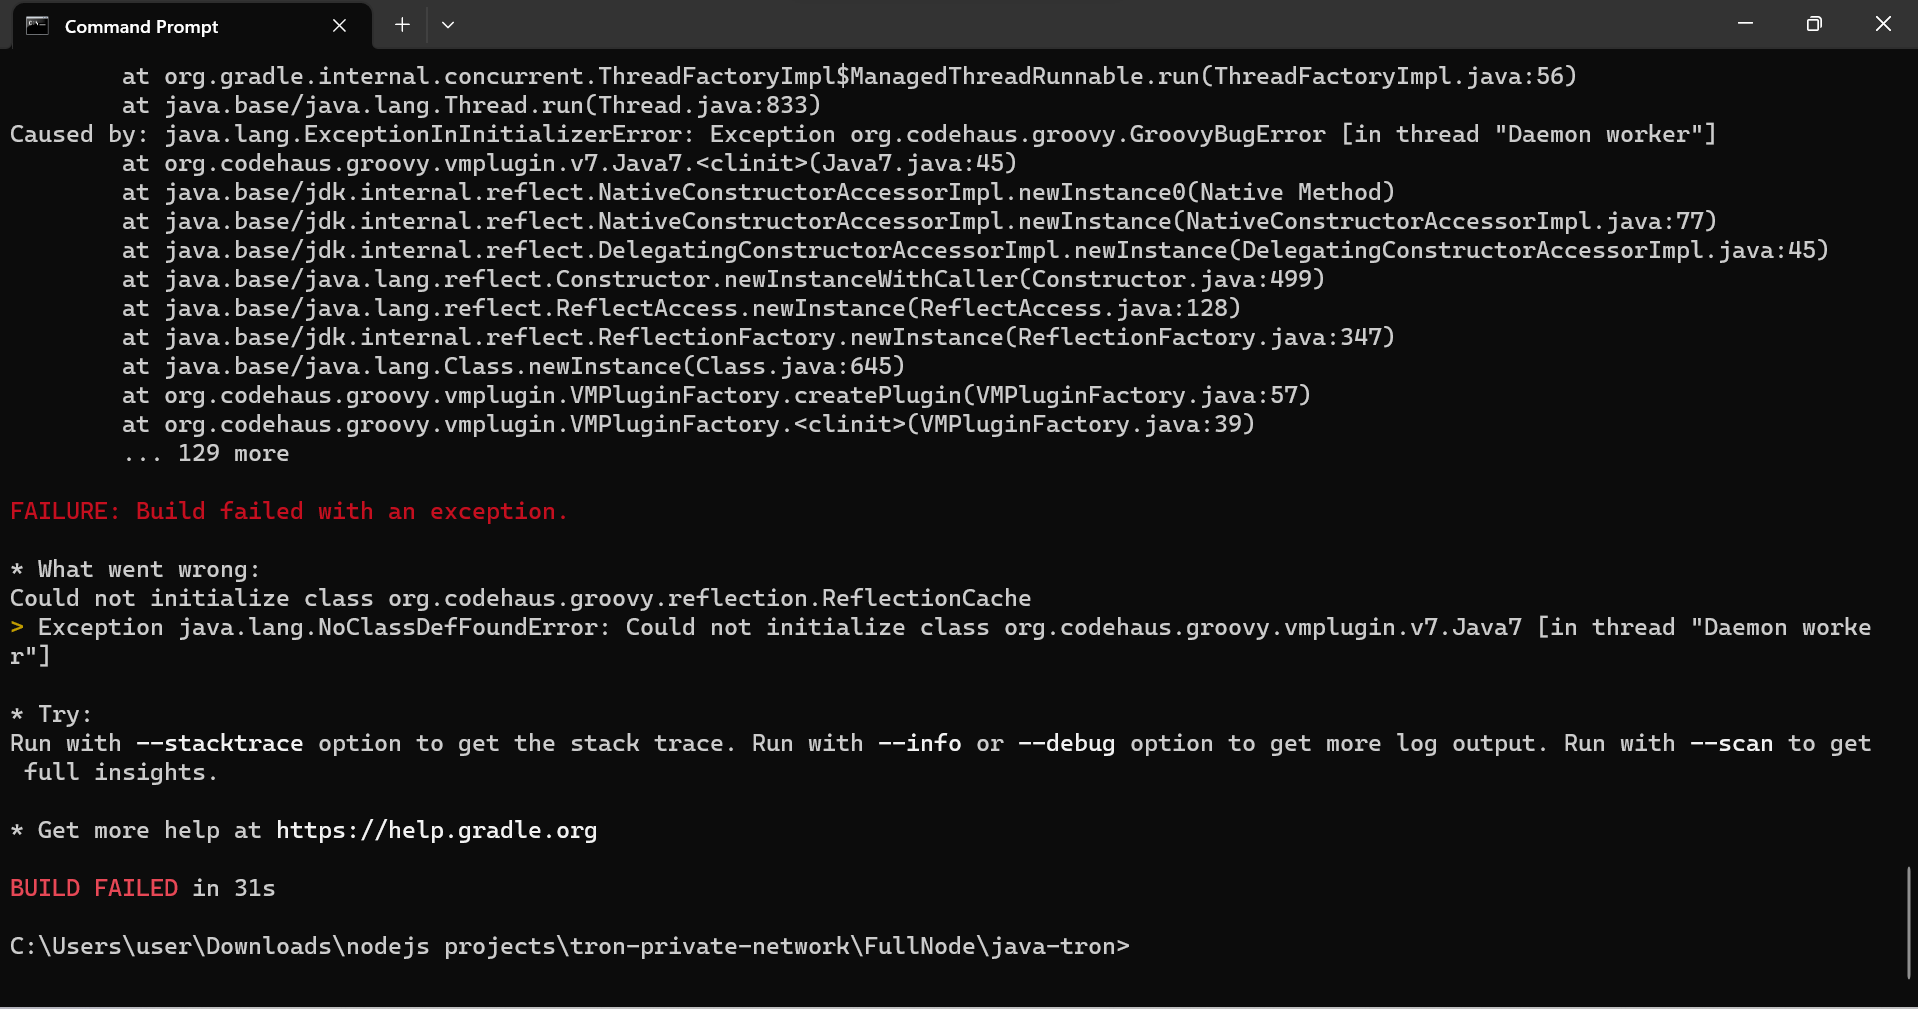 Command Prompt
at org.gradle.internal.concurrent.ThreadFactoryImpl$ManagedThreadRunnable.run(ThreadFactoryImpl.java:56)
at java.base/java.lang.Thread.run(Thread.java:833)
Caused by: java.lang.ExceptionInInitializerError: Exception org.codehaus.groovy.GroovyBugError [in thread "Daemon worker"]
at org.codehaus.groovy.vmplugin.v7.Java7.<clinit>(Java7.java:45)
at java.base/jdk.internal.reflect.NativeConstructorAccessorImpl.newInstance0(Native Method)
at java.base/jdk.internal.reflect.NativeConstructorAccessorImpl.newInstance(NativeConstructorAccessorImpl.java:77)
at java.base/jdk.internal.reflect.DelegatingConstructorAccessorImpl.newInstance(DelegatingConstructorAccessorImpl.java:45)
at java.base/java.lang.reflect.Constructor.newInstanceWithCaller(Constructor.java:499)
at java.base/java.lang.reflect.ReflectAccess.newInstance(ReflectAccess.java:128)
at java.base/jdk.internal.reflect.ReflectionFactory.newInstance(ReflectionFactory.java:347)
at java.base/java.lang.Class.newInstance(Class.java:645)
at org.codehaus.groovy.vmplugin.VMPluginFactory.createPlugin(VMPluginFactory.java:57)
at org.codehaus.groovy.vmplugin.VMPluginFactory.<clinit>(VMPluginFactory.java:39)
... 129 more
FAILURE: Build failed with an exception.
* What went wrong:
Could not initialize class org.codehaus.groovy.reflection.ReflectionCache
> Exception java.lang.NoClassDefFoundError: Could not initialize class org.codehaus.groovy.vmplugin.v7.Java7 [in thread "Daemon worke
r"]
* Try:
Run with --stacktrace option to get the stack trace. Run with --info or --debug option to get more log output. Run with --scan to get
full insights.
* Get more help at https://help.gradle.org
BUILD FAILED in 31s
C:\Users\user\Downloads\nodejs projects\tron-private-network\FullNode\java-tron>